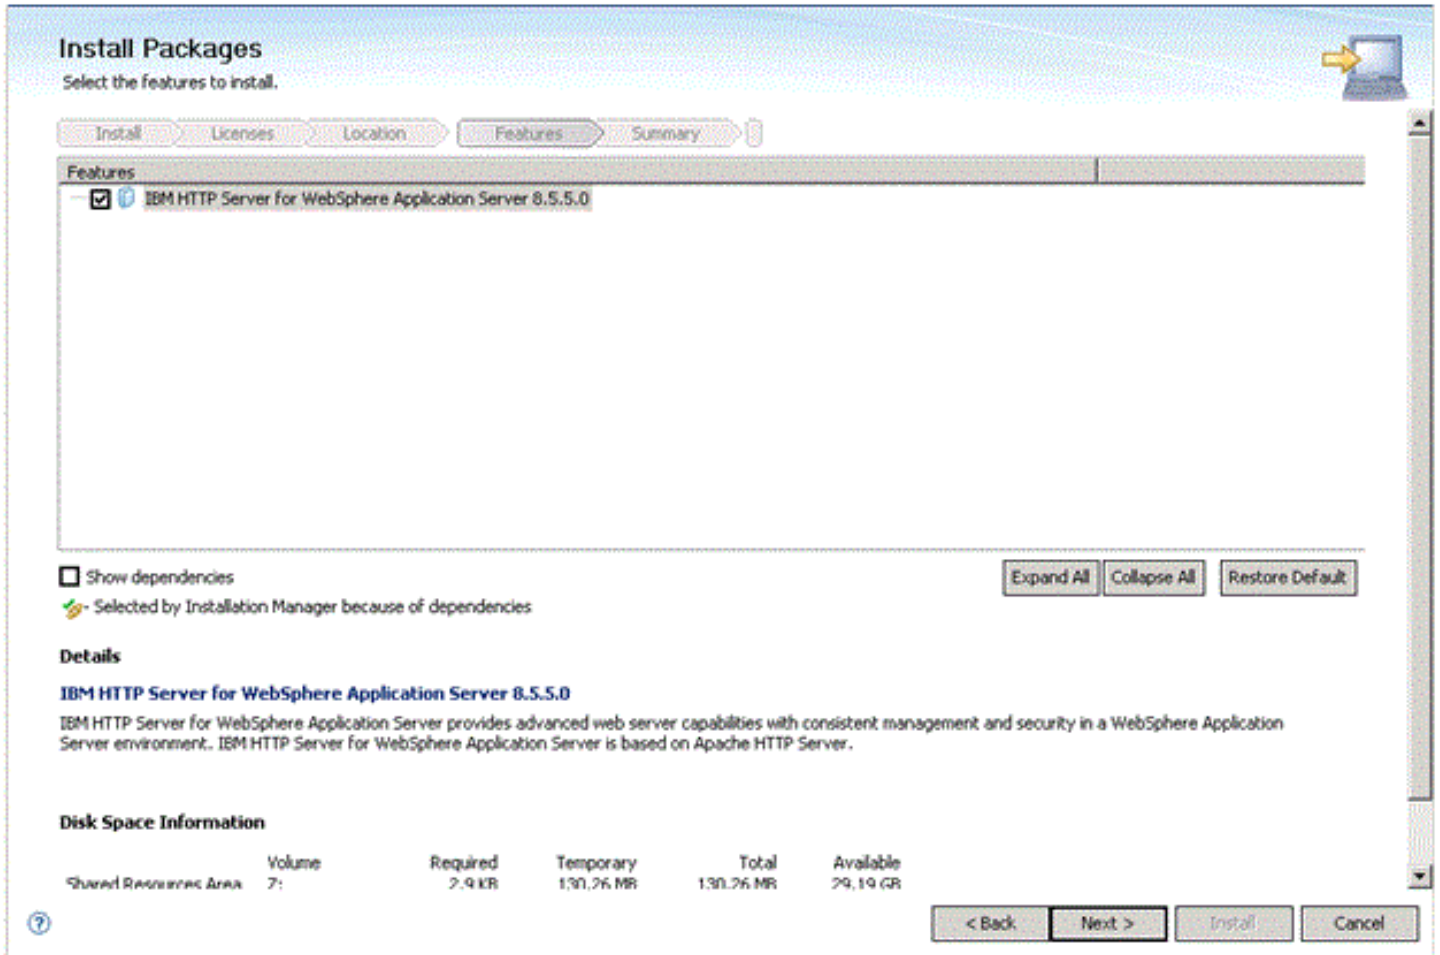 Install Packages
Select the features to install.
Install Licenses Location Features Summary
Features
IBM HTTP Server for WebSphere Application Server 8.5.5.0
Show dependencies
Expand All Collapse All Restore Default
- Selected by Installation Manager because of dependencies
Details
IBM HTTP Server for WebSphere Application Server 8.5.5.0
IBM HTTP Server for WebSphere Application Server provides advanced web server capabilities with consistent management and security in a WebSphere Application
Server environment. IBM HTTP Server for WebSphere Application Server is based on Apache HTTP Server.
Disk Space Information
Volume Required Temporary Total Available
Shared Resources Area Z: 2.9 KB 130.26 MB 130.26 MB 29.19 GB
? < Back Next > Install Cancel